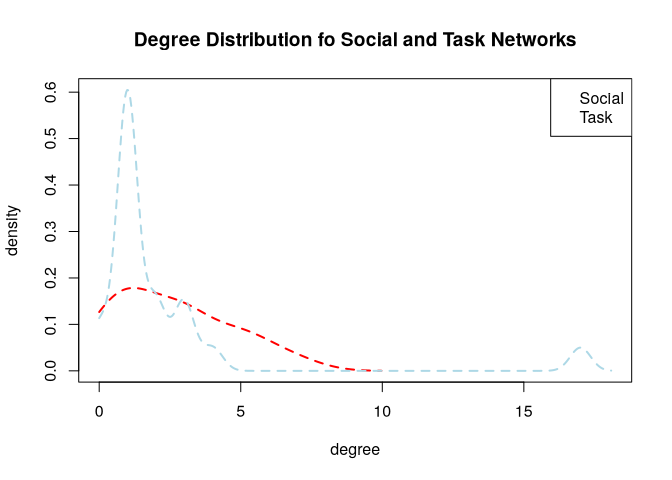 Degree Distribution fo Social and Task Networks
Social
Task
0.6
0.5
0.4
0.3
0.2
0.1
0.0
density
0 5 10 15
degree